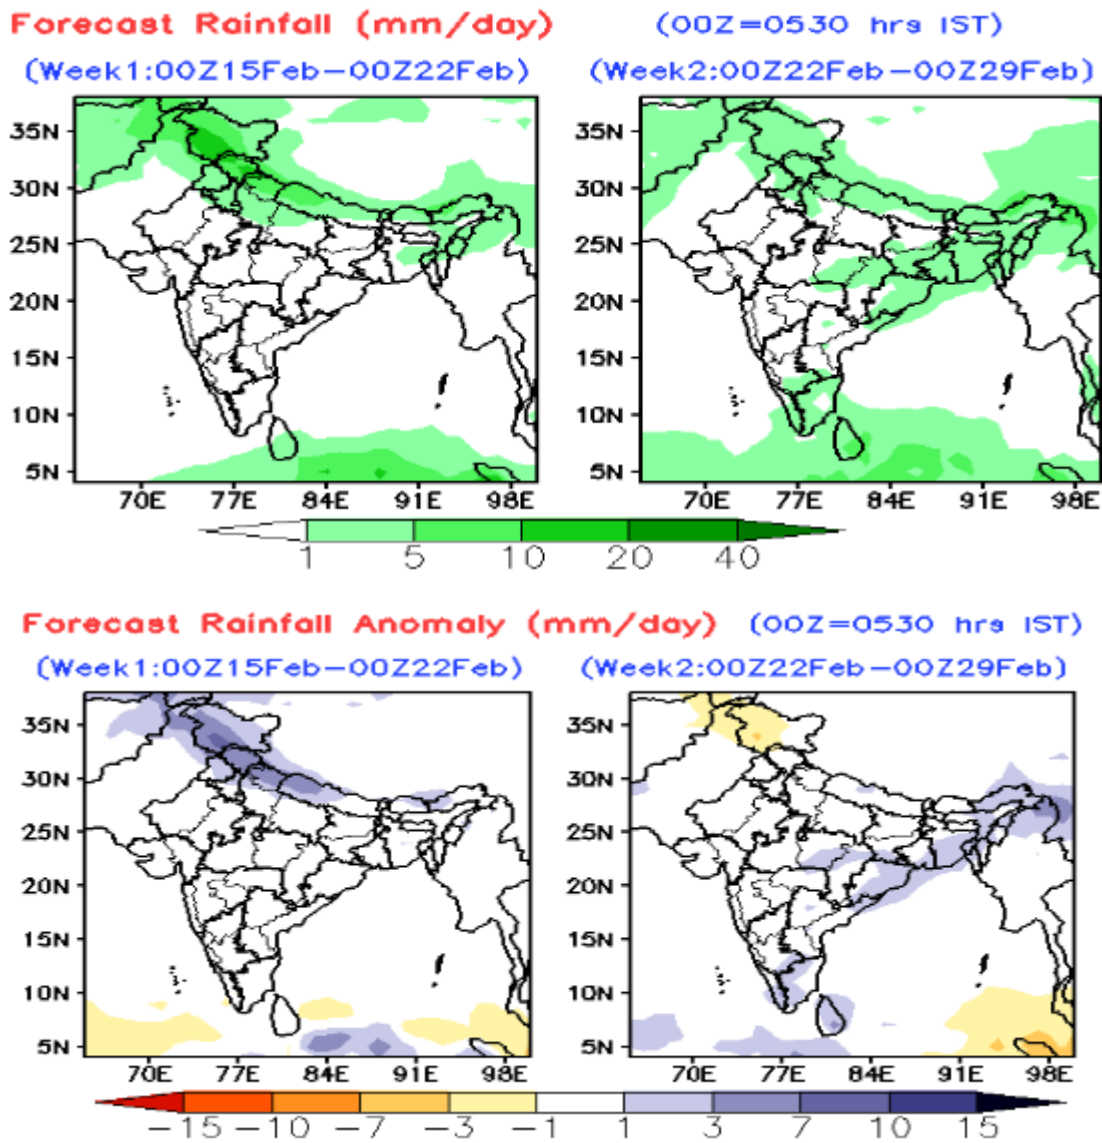 Forecast Rainfall (mm/day) (00Z=0530 hrs IST)
(Week1:00Z15Feb-00Z22Feb) (Week2:00Z22Feb-00Z29Feb)
35N 35N
30N 30N
25N 25N
20N 20N
15N 15N
10N 10N
5N 5N
70E 77E 84E 91E 98E 70E 77E 84E 91E 98E
1 5 10 20 40
Forecast Rainfall Anomaly (mm/day) (00Z=0530 hrs IST)
(Week1:00Z15Feb-00Z22Feb) (Week2:00Z22Feb-00Z29Feb)
35N 35N
30N 30N
25N 25N
20N 20N
15N 15N
10N 10N
5N 5N
70E 77E 84E 91E 98E 70E 77E 84E 91E 98E
-15 -10 -7 -3 -1 1 3 7 10 15